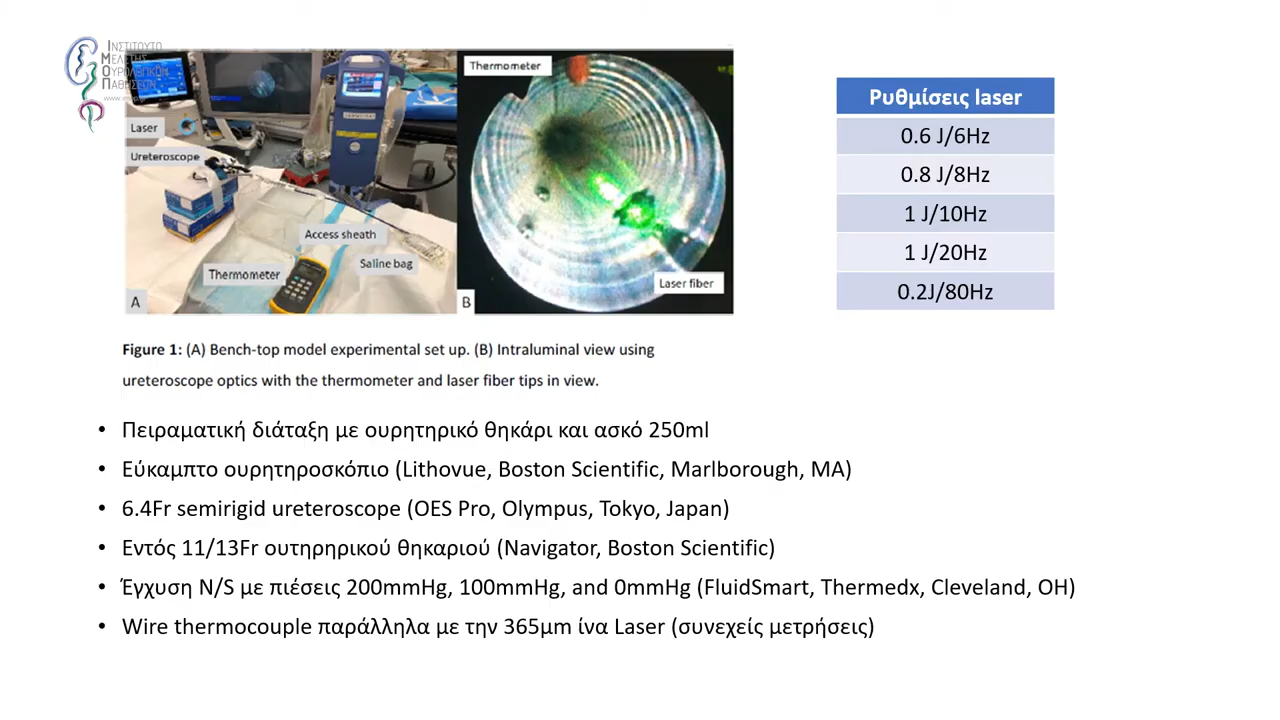 ΙΝΣΤΙΤΟΥΤΟ
ΜΕΛΕΤΗΣ
ΟΥΡΟΛΟΓΙΚΩΝ
ΠΑΘΗΣΕΩΝ
Laser
Ureteroscope
Access sheath
Saline bag
Thermometer
A
Thermometer
Laser fiber
B
Ρυθμίσεις laser
0.6 J/6Hz
0.8 J/8Hz
1 J/10Hz
1 J/20Hz
0.2J/80Hz
Figure 1: (A) Bench-top model experimental set up. (B) Intraluminal view using
ureteroscope optics with the thermometer and laser fiber tips in view.
• Πειραματική διάταξη με ουρητηρικό θηκάρι και ασκό 250ml
• Εύκαμπτο ουρητηροσκόπιο (Lithovue, Boston Scientific, Marlborough, MA)
• 6.4Fr semirigid ureteroscope (OES Pro, Olympus, Tokyo, Japan)
• Εντός 11/13Fr ουτηρηρικού θηκαριού (Navigator, Boston Scientific)
• Έγχυση N/S με πιέσεις 200mmHg, 100mmHg, and 0mmHg (FluidSmart, Thermedx, Cleveland, OH)
• Wire thermocouple παράλληλα με την 365μm ίνα Laser (συνεχείς μετρήσεις)